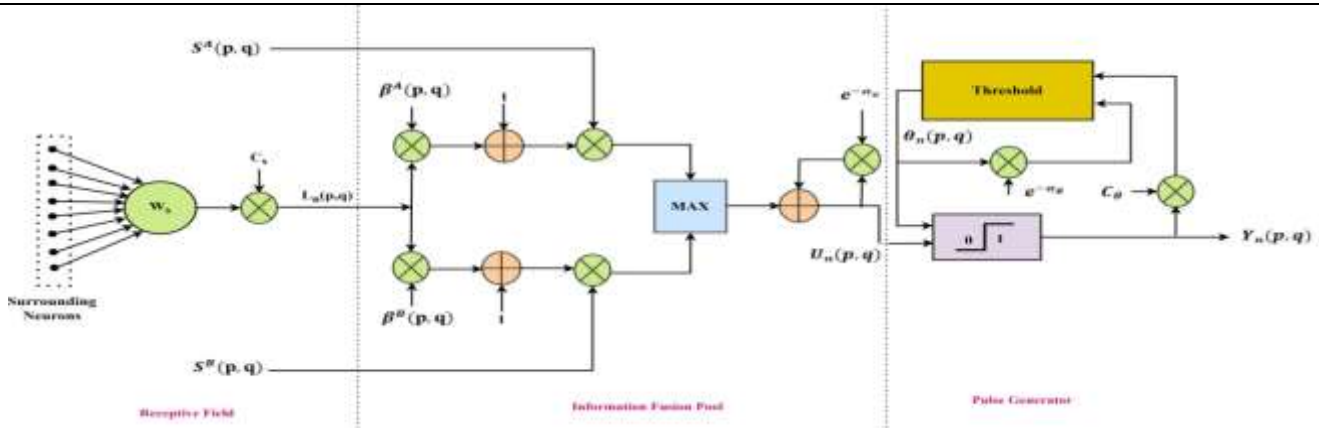 S^A(p, q)
β^A(p, q)
1
e^{-α_u}
Threshold
θ_n(p, q)
C_s
W_s
L_n(p,q)
MAX
e^{-α_θ}
C_θ
0 1
Y_n(p, q)
U_n(p, q)
Surrounding
Neurons
β^B(p, q)
1
S^B(p, q)
Receptive Field
Information Fusion Pool
Pulse Generator